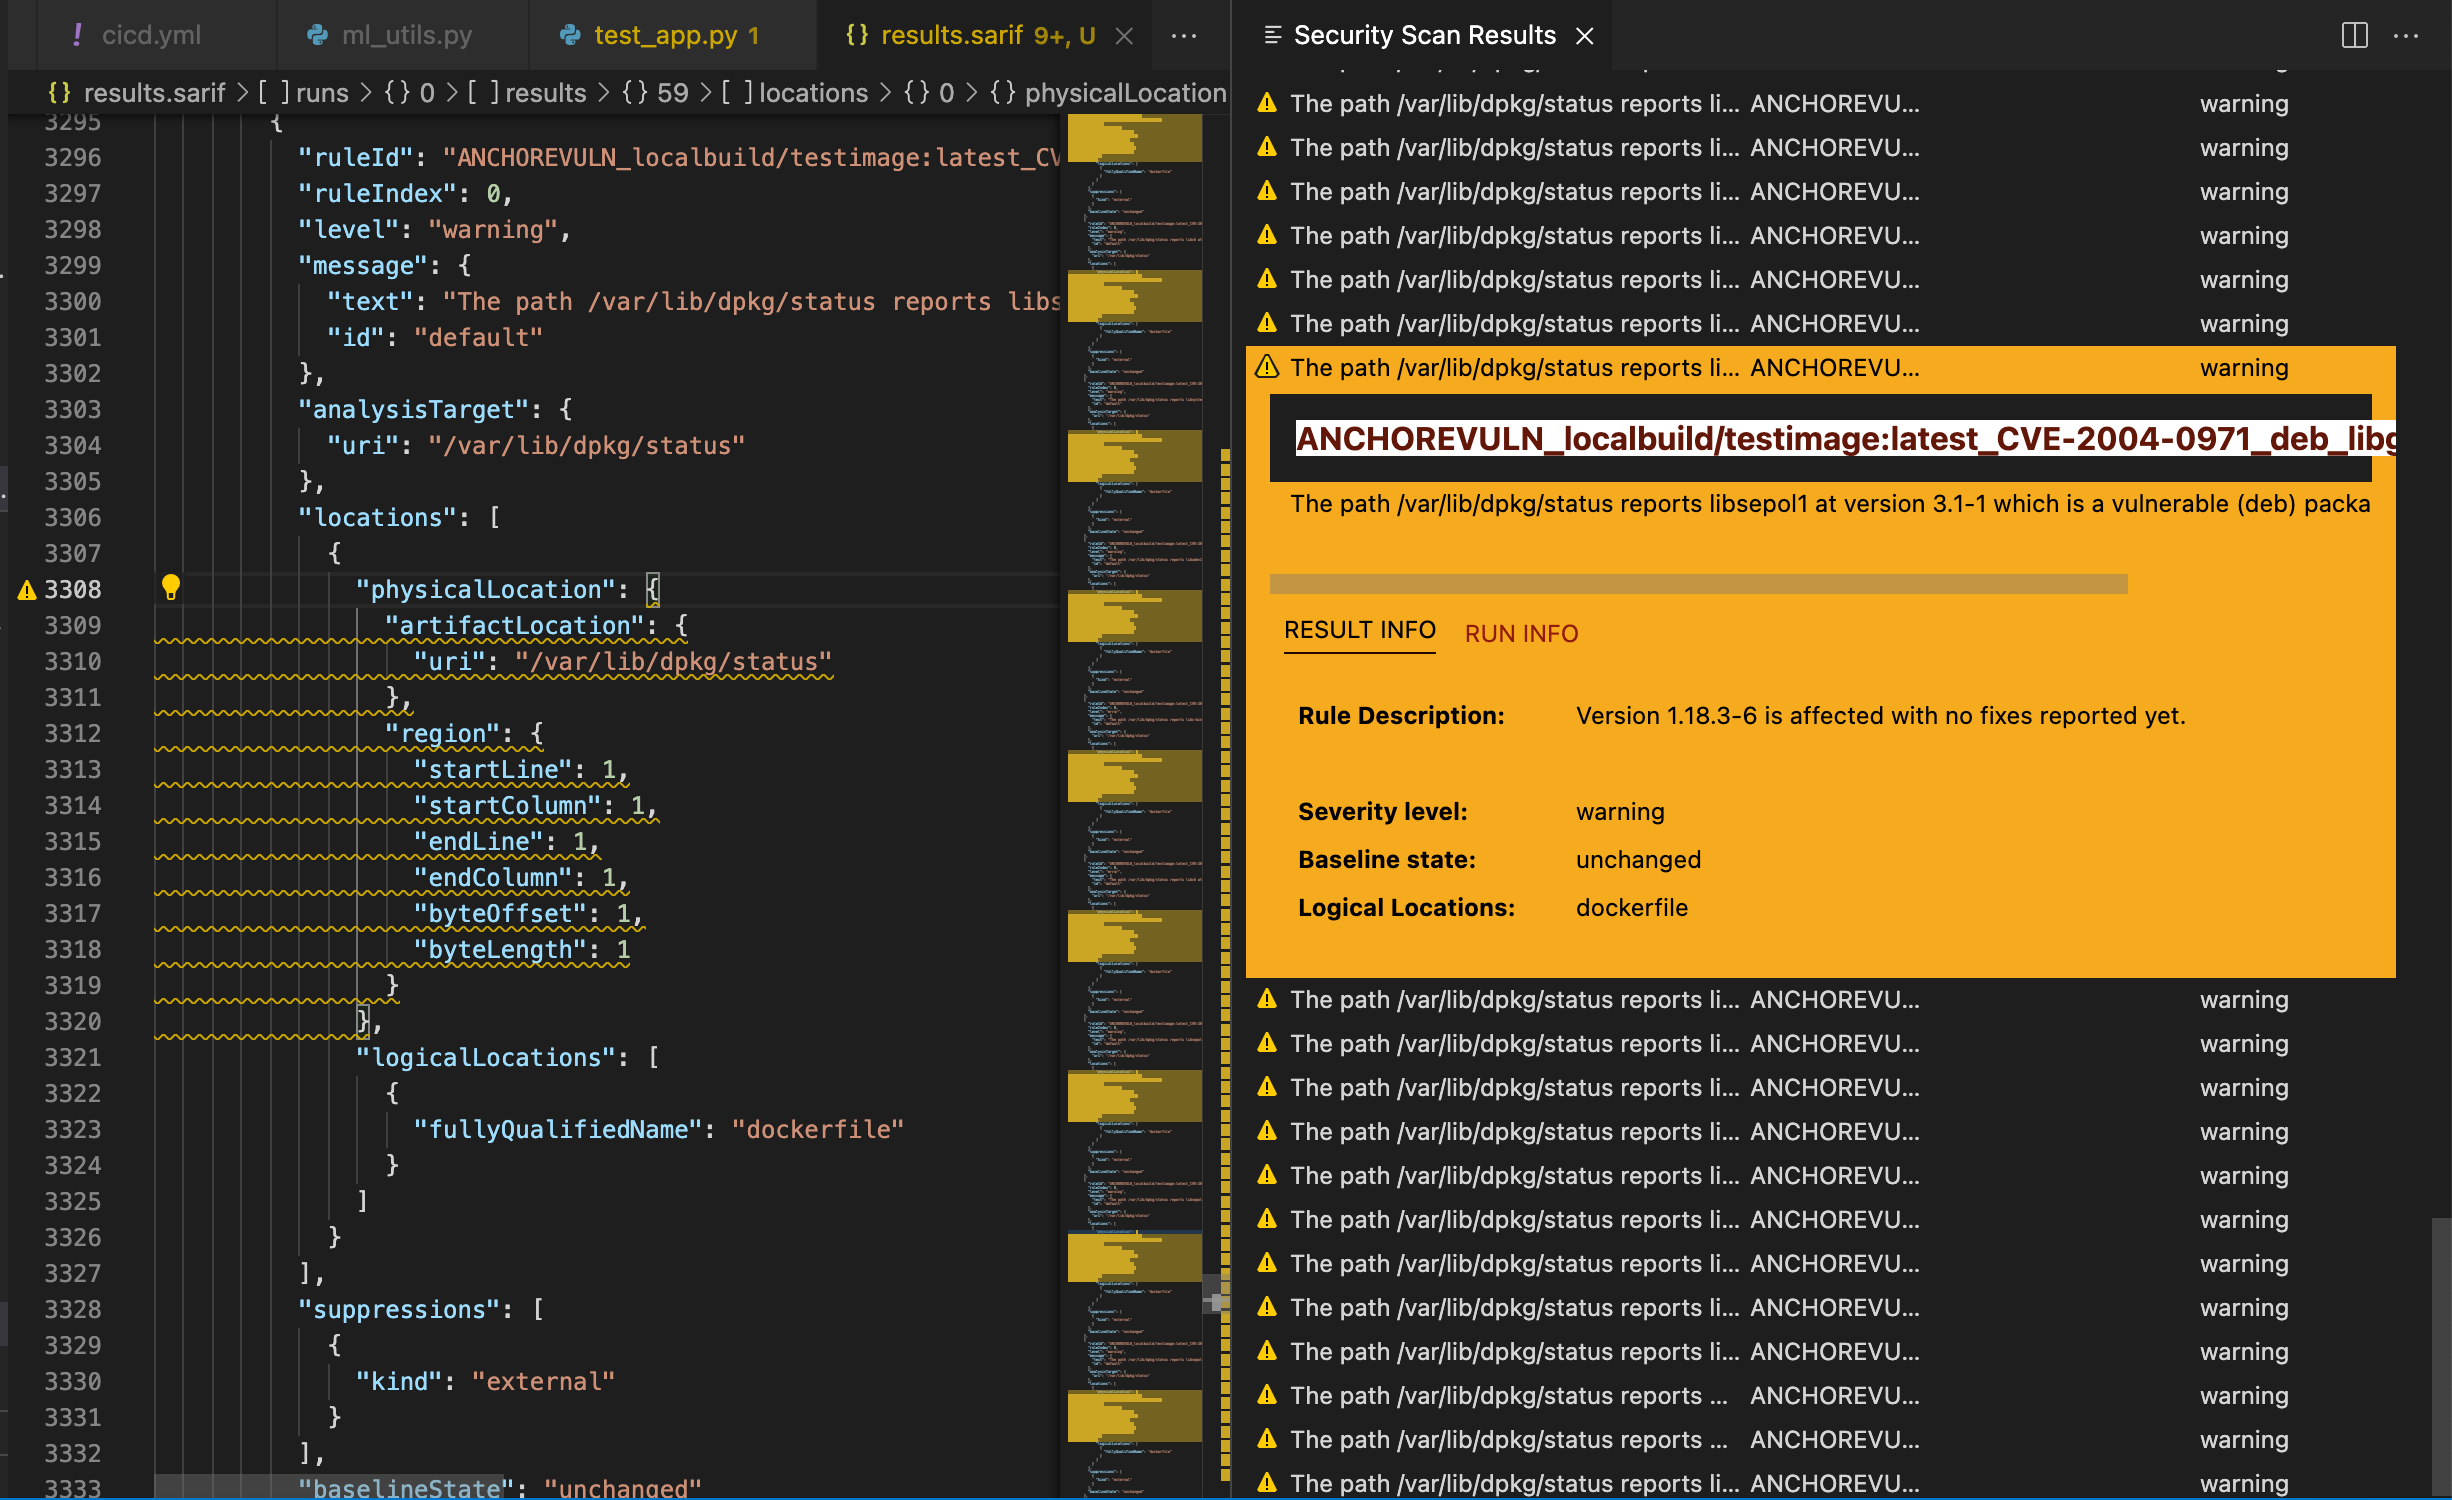 cicd.yml
ml_utils.py
test_app.py 1
{} results.sarif 9+, U
...
Security Scan Results
...
{} results.sarif > [ ] runs > {} 0 > [ ] results > {} 59 > [ ] locations > {} 0 > {} physicalLocation
3295 {
3296 "ruleId": "ANCHOREVULN_localbuild/testimage:latest_CV
3297 "ruleIndex": 0,
3298 "level": "warning",
3299 "message": {
3300 "text": "The path /var/lib/dpkg/status reports libs
3301 "id": "default"
3302 },
3303 "analysisTarget": {
3304 "uri": "/var/lib/dpkg/status"
3305 },
3306 "locations": [
3307 {
3308 "physicalLocation": {
3309 "artifactLocation": {
3310 "uri": "/var/lib/dpkg/status"
3311 },
3312 "region": {
3313 "startLine": 1,
3314 "startColumn": 1,
3315 "endLine": 1,
3316 "endColumn": 1,
3317 "byteOffset": 1,
3318 "byteLength": 1
3319 }
3320 },
3321 "logicalLocations": [
3322 {
3323 "fullyQualifiedName": "dockerfile"
3324 }
3325 ]
3326 }
3327 ],
3328 "suppressions": [
3329 {
3330 "kind": "external"
3331 }
3332 ],
3333 "baselineState": "unchanged"
The path /var/lib/dpkg/status reports li... ANCHOREVU... warning
The path /var/lib/dpkg/status reports li... ANCHOREVU... warning
The path /var/lib/dpkg/status reports li... ANCHOREVU... warning
The path /var/lib/dpkg/status reports li... ANCHOREVU... warning
The path /var/lib/dpkg/status reports li... ANCHOREVU... warning
The path /var/lib/dpkg/status reports li... ANCHOREVU... warning
The path /var/lib/dpkg/status reports li... ANCHOREVU... warning
ANCHOREVULN_localbuild/testimage:latest_CVE-2004-0971_deb_libg
The path /var/lib/dpkg/status reports libsepol1 at version 3.1-1 which is a vulnerable (deb) packa
RESULT INFO RUN INFO
Rule Description: Version 1.18.3-6 is affected with no fixes reported yet.
Severity level: warning
Baseline state: unchanged
Logical Locations: dockerfile
The path /var/lib/dpkg/status reports li... ANCHOREVU... warning
The path /var/lib/dpkg/status reports li... ANCHOREVU... warning
The path /var/lib/dpkg/status reports li... ANCHOREVU... warning
The path /var/lib/dpkg/status reports li... ANCHOREVU... warning
The path /var/lib/dpkg/status reports li... ANCHOREVU... warning
The path /var/lib/dpkg/status reports li... ANCHOREVU... warning
The path /var/lib/dpkg/status reports li... ANCHOREVU... warning
The path /var/lib/dpkg/status reports li... ANCHOREVU... warning
The path /var/lib/dpkg/status reports li... ANCHOREVU... warning
The path /var/lib/dpkg/status reports ... ANCHOREVU... warning
The path /var/lib/dpkg/status reports ... ANCHOREVU... warning
The path /var/lib/dpkg/status reports li... ANCHOREVU... warning